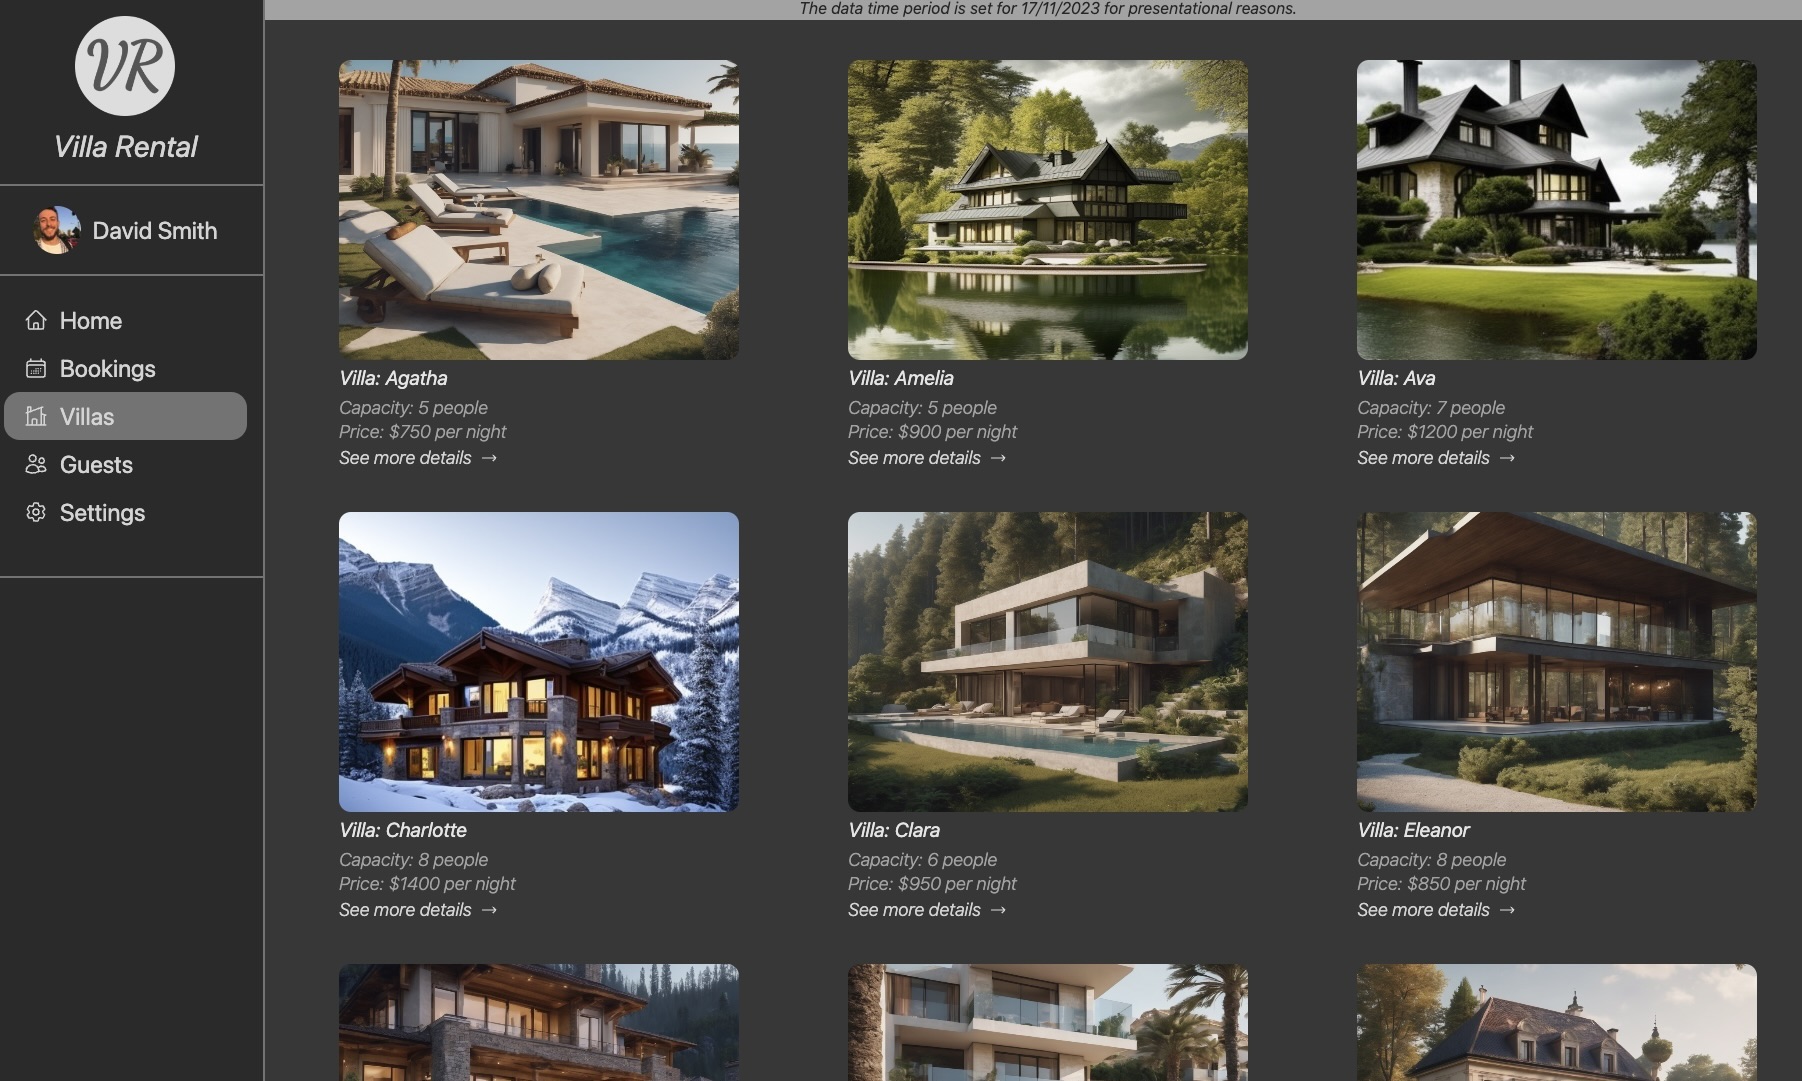 The data time period is set for 17/11/2023 for presentational reasons.
VR
Villa Rental
David Smith
Home
Bookings
Villas
Guests
Settings
Villa: Agatha
Capacity: 5 people
Price: $750 per night
See more details →
Villa: Amelia
Capacity: 5 people
Price: $900 per night
See more details →
Villa: Ava
Capacity: 7 people
Price: $1200 per night
See more details →
Villa: Charlotte
Capacity: 8 people
Price: $1400 per night
See more details →
Villa: Clara
Capacity: 6 people
Price: $950 per night
See more details →
Villa: Eleanor
Capacity: 8 people
Price: $850 per night
See more details →